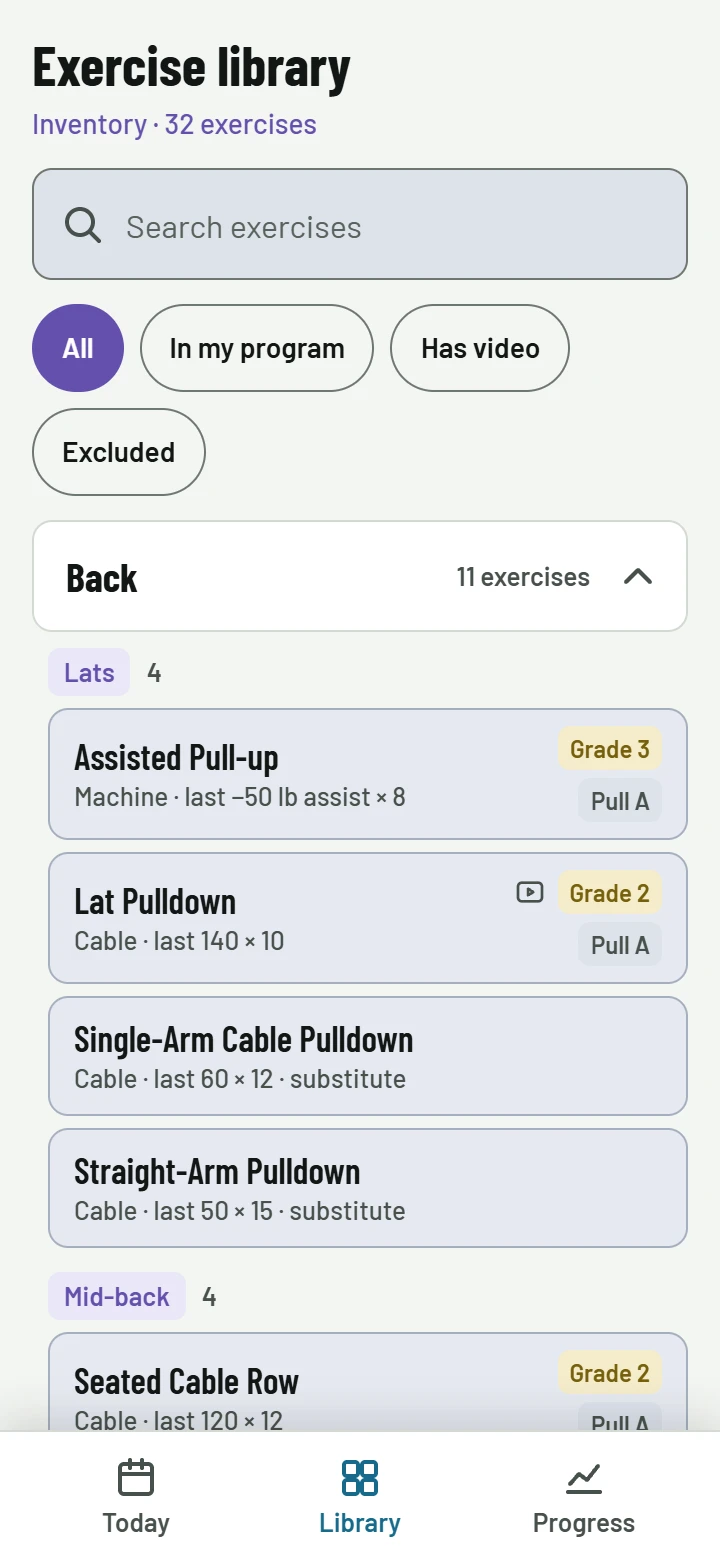 Exercise library
Inventory · 32 exercises
Search exercises
All
In my program
Has video
Excluded
Back
11 exercises
Lats
4
Assisted Pull-up
Grade 3
Machine · last −50 lb assist × 8
Pull A
Lat Pulldown
Grade 2
Cable · last 140 × 10
Pull A
Single-Arm Cable Pulldown
Cable · last 60 × 12 · substitute
Straight-Arm Pulldown
Cable · last 50 × 15 · substitute
Mid-back
4
Seated Cable Row
Grade 2
Cable · last 120 × 12
Pull A
Today
Library
Progress